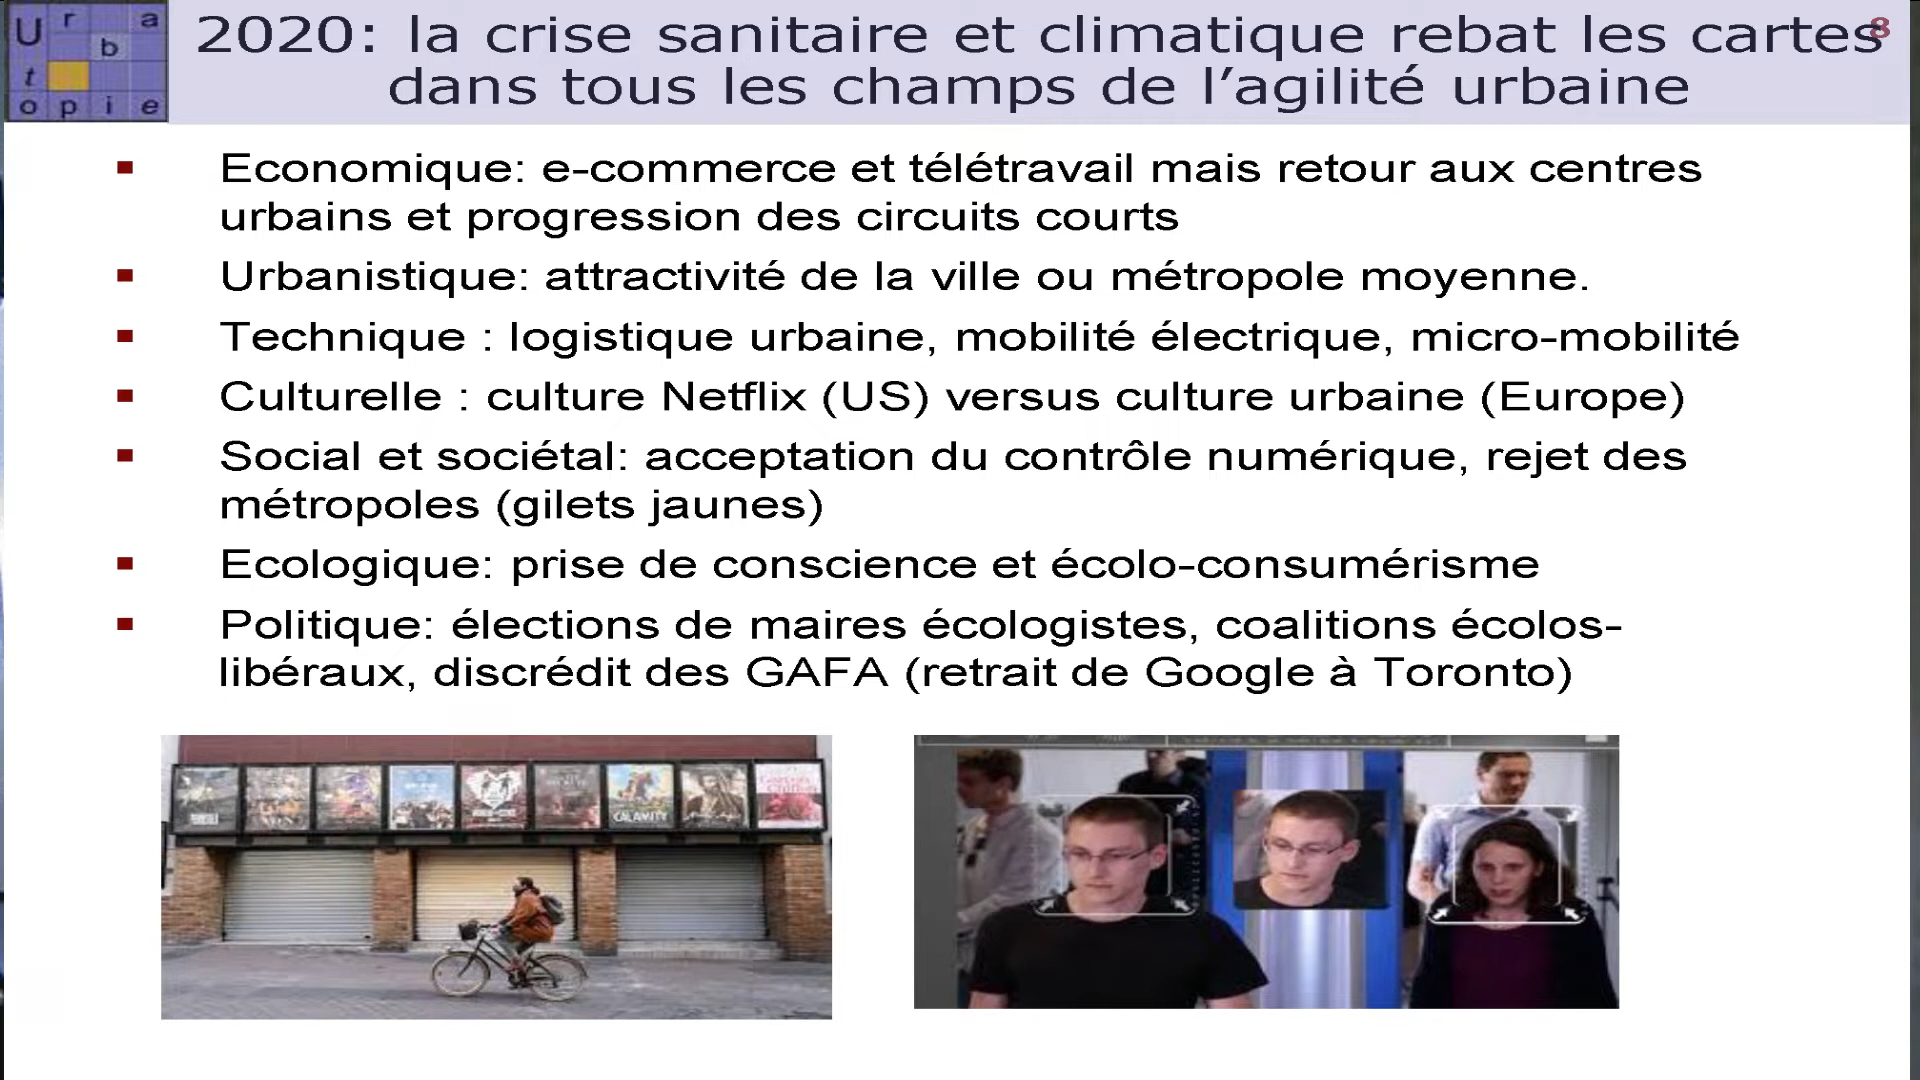 U r a
b
t
o p i e
2020: la crise sanitaire et climatique rebat les cartes
8
dans tous les champs de l’agilité urbaine
Economique: e-commerce et télétravail mais retour aux centres
urbains et progression des circuits courts
Urbanistique: attractivité de la ville ou métropole moyenne.
Technique : logistique urbaine, mobilité électrique, micro-mobilité
Culturelle : culture Netflix (US) versus culture urbaine (Europe)
Social et sociétal: acceptation du contrôle numérique, rejet des
métropoles (gilets jaunes)
Ecologique: prise de conscience et écolo-consumérisme
Politique: élections de maires écologistes, coalitions écolos-
libéraux, discrédit des GAFA (retrait de Google à Toronto)
CALAMITY